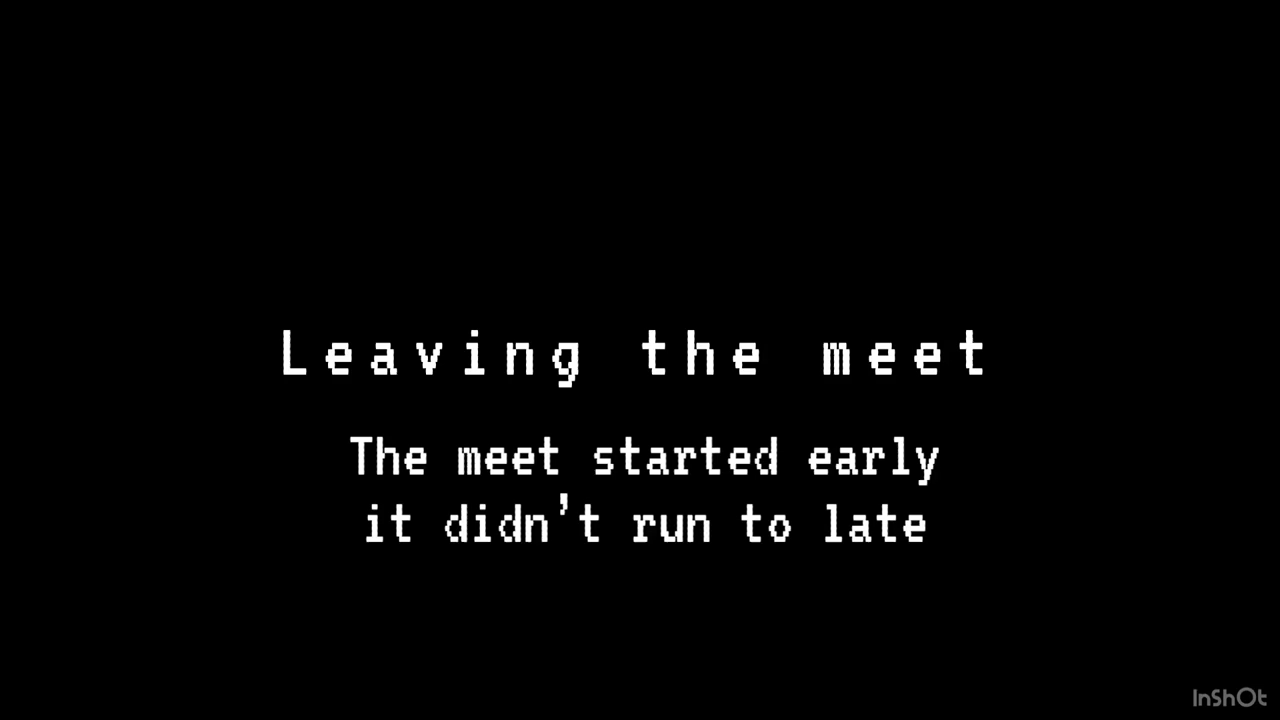 Leaving the meet
The meet started early
it didn't run to late
InShOt